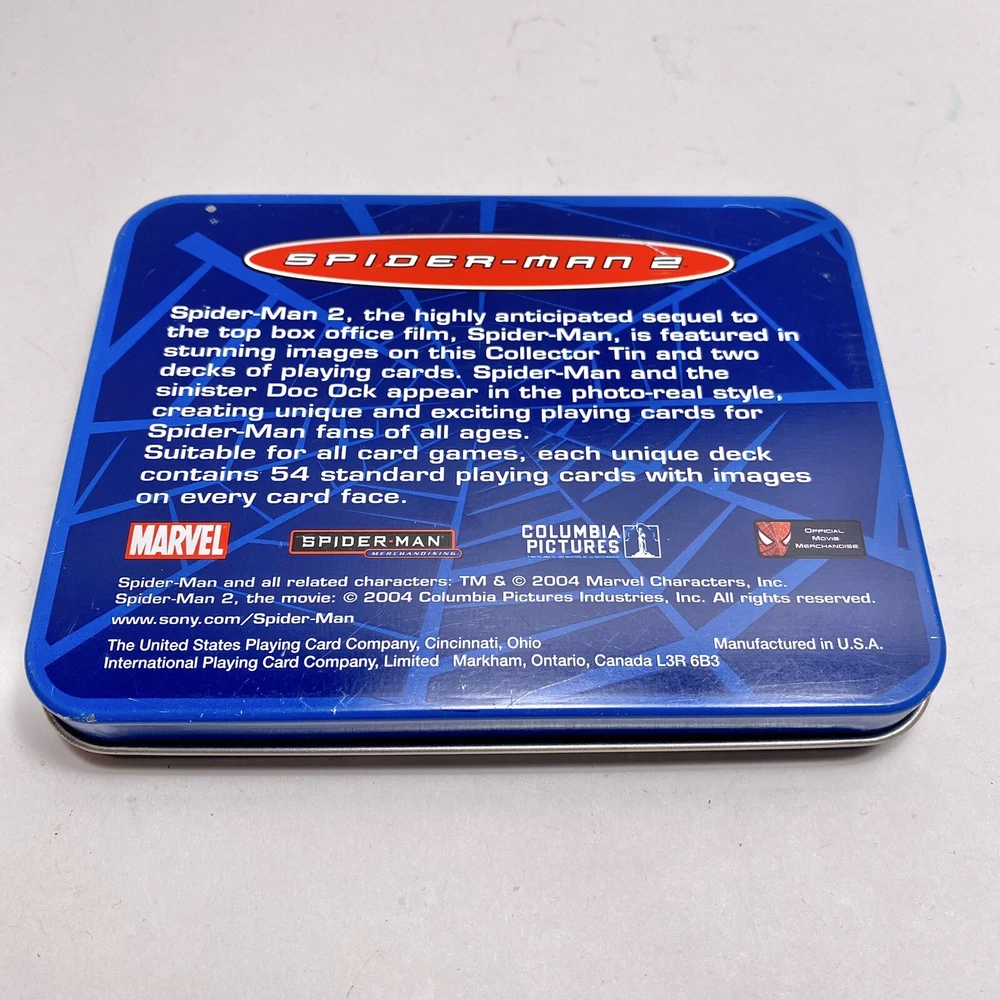 SPIDER-MAN 2
Spider-Man 2, the highly anticipated sequel to
the top box office film, Spider-Man, is featured in
stunning images on this Collector Tin and two
decks of playing cards. Spider-Man and the
sinister Doc Ock appear in the photo-real style,
creating unique and exciting playing cards for
Spider-Man fans of all ages.
Suitable for all card games, each unique deck
contains 54 standard playing cards with images
on every card face.
MARVEL
SPIDER-MAN
MERCHANDISING
COLUMBIA
PICTURES
OFFICIAL
MOVIE
MERCHANDISE
Spider-Man and all related characters: TM & © 2004 Marvel Characters, Inc.
Spider-Man 2, the movie: © 2004 Columbia Pictures Industries, Inc. All rights reserved.
www.sony.com/Spider-Man
The United States Playing Card Company, Cincinnati, Ohio Manufactured in U.S.A.
International Playing Card Company, Limited Markham, Ontario, Canada L3R 6B3